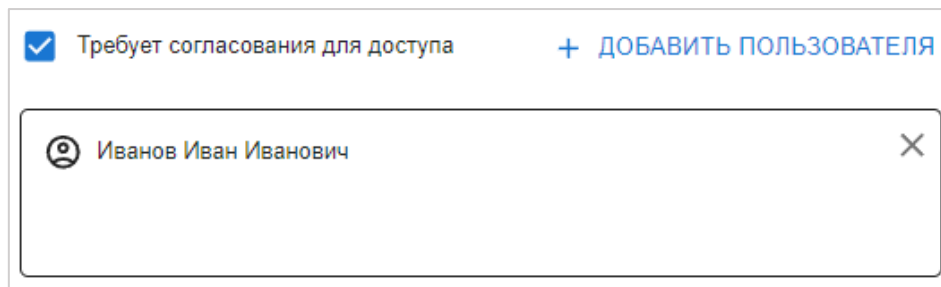 Требует согласования для доступа
+ ДОБАВИТЬ ПОЛЬЗОВАТЕЛЯ
Иванов Иван Иванович